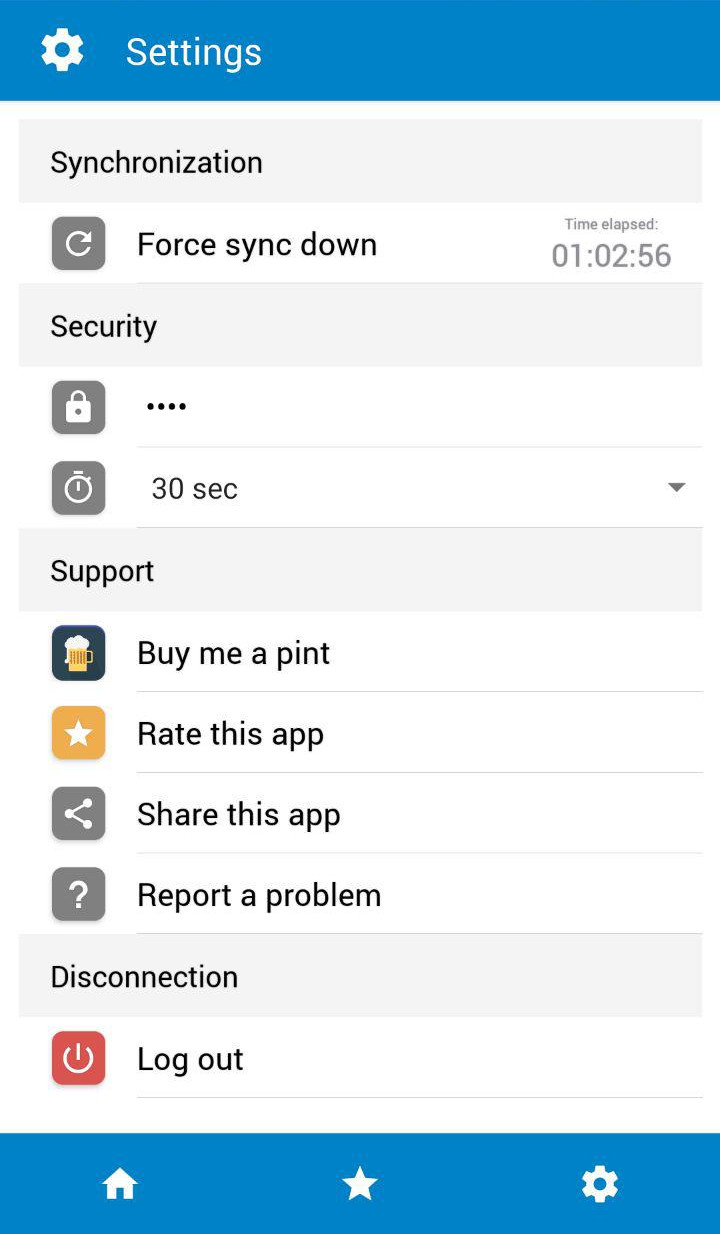 Settings
Synchronization
Force sync down
Time elapsed:
01:02:56
Security
••••
30 sec
Support
Buy me a pint
Rate this app
Share this app
? Report a problem
Disconnection
Log out